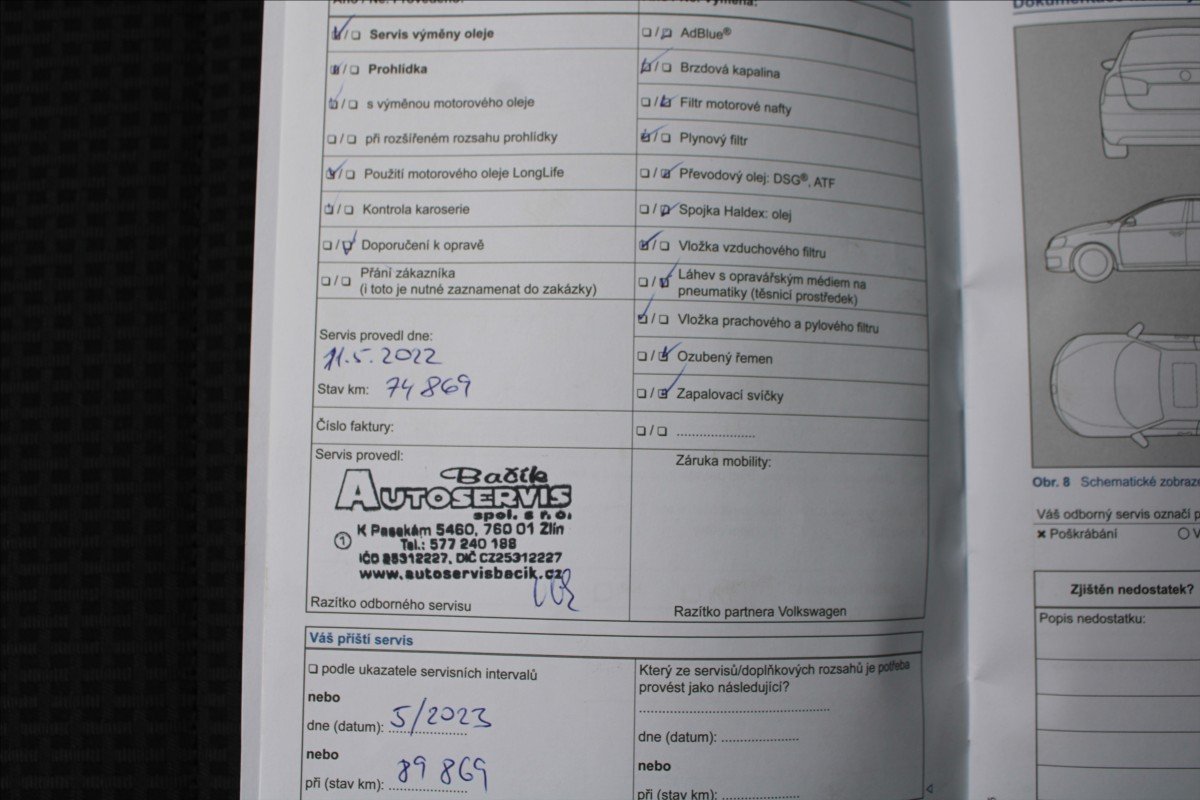 Servis výměny oleje
Prohlídka
s výměnou motorového oleje
při rozšířeném rozsahu prohlídky
Použití motorového oleje LongLife
Kontrola karoserie
Doporučení k opravě
Přání zákazníka
(i toto je nutné zaznamenat do zakázky)
Servis provedl dne:
11.5.2022
Stav km: 74 869
Číslo faktury:
Servis provedl:
Bačík
AUTOSERVIS
spol. s r.o.
K Pasekám 5460, 760 01 Zlín
1
Tel.: 577 240 188
IČO 25312227, DIČ CZ25312227
www.autoservisbacik.cz
Razítko odborného servisu
AdBlue®
Brzdová kapalina
Filtr motorové nafty
Plynový filtr
Převodový olej: DSG®, ATF
Spojka Haldex: olej
Vložka vzduchového filtru
Láhev s opravářským médiem na
pneumatiky (těsnicí prostředek)
Vložka prachového a pylového filtru
Ozubený řemen
Zapalovací svíčky
Záruka mobility:
Razítko partnera Volkswagen
Váš příští servis
podle ukazatele servisních intervalů
nebo
dne (datum): 5/2023
nebo
při (stav km): 89 869
Který ze servisů/doplňkových rozsahů je potřeba
provést jako následující?
dne (datum):
nebo
při (stav km):
Obr. 8 Schematické zobraze
Váš odborný servis označí p
Poškrábání
Zjištěn nedostatek?
Popis nedostatku: